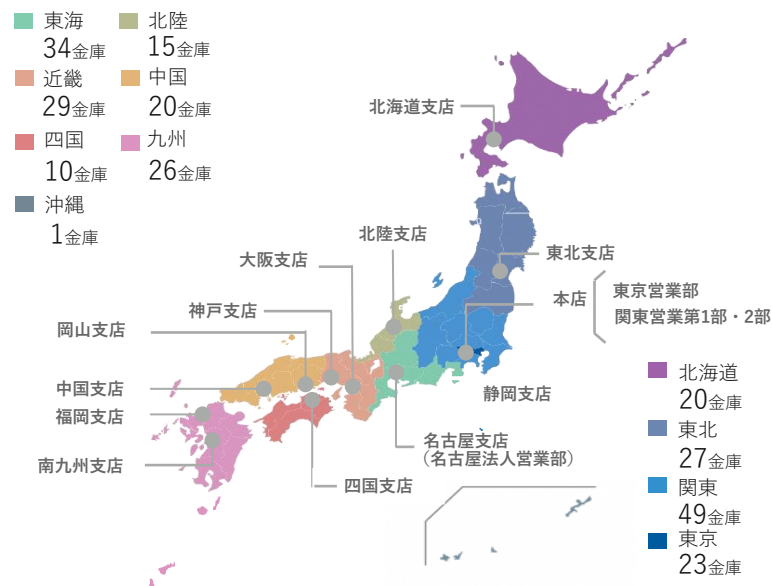 東海
34金庫
北陸
15金庫
近畿
29金庫
中国
20金庫
四国
10金庫
九州
26金庫
沖縄
1金庫
北海道支店
北陸支店
大阪支店
東北支店
神戸支店
本店
東京営業部
関東営業第1部・2部
岡山支店
中国支店
静岡支店
福岡支店
名古屋支店
(名古屋法人営業部)
南九州支店
四国支店
北海道
20金庫
東北
27金庫
関東
49金庫
東京
23金庫